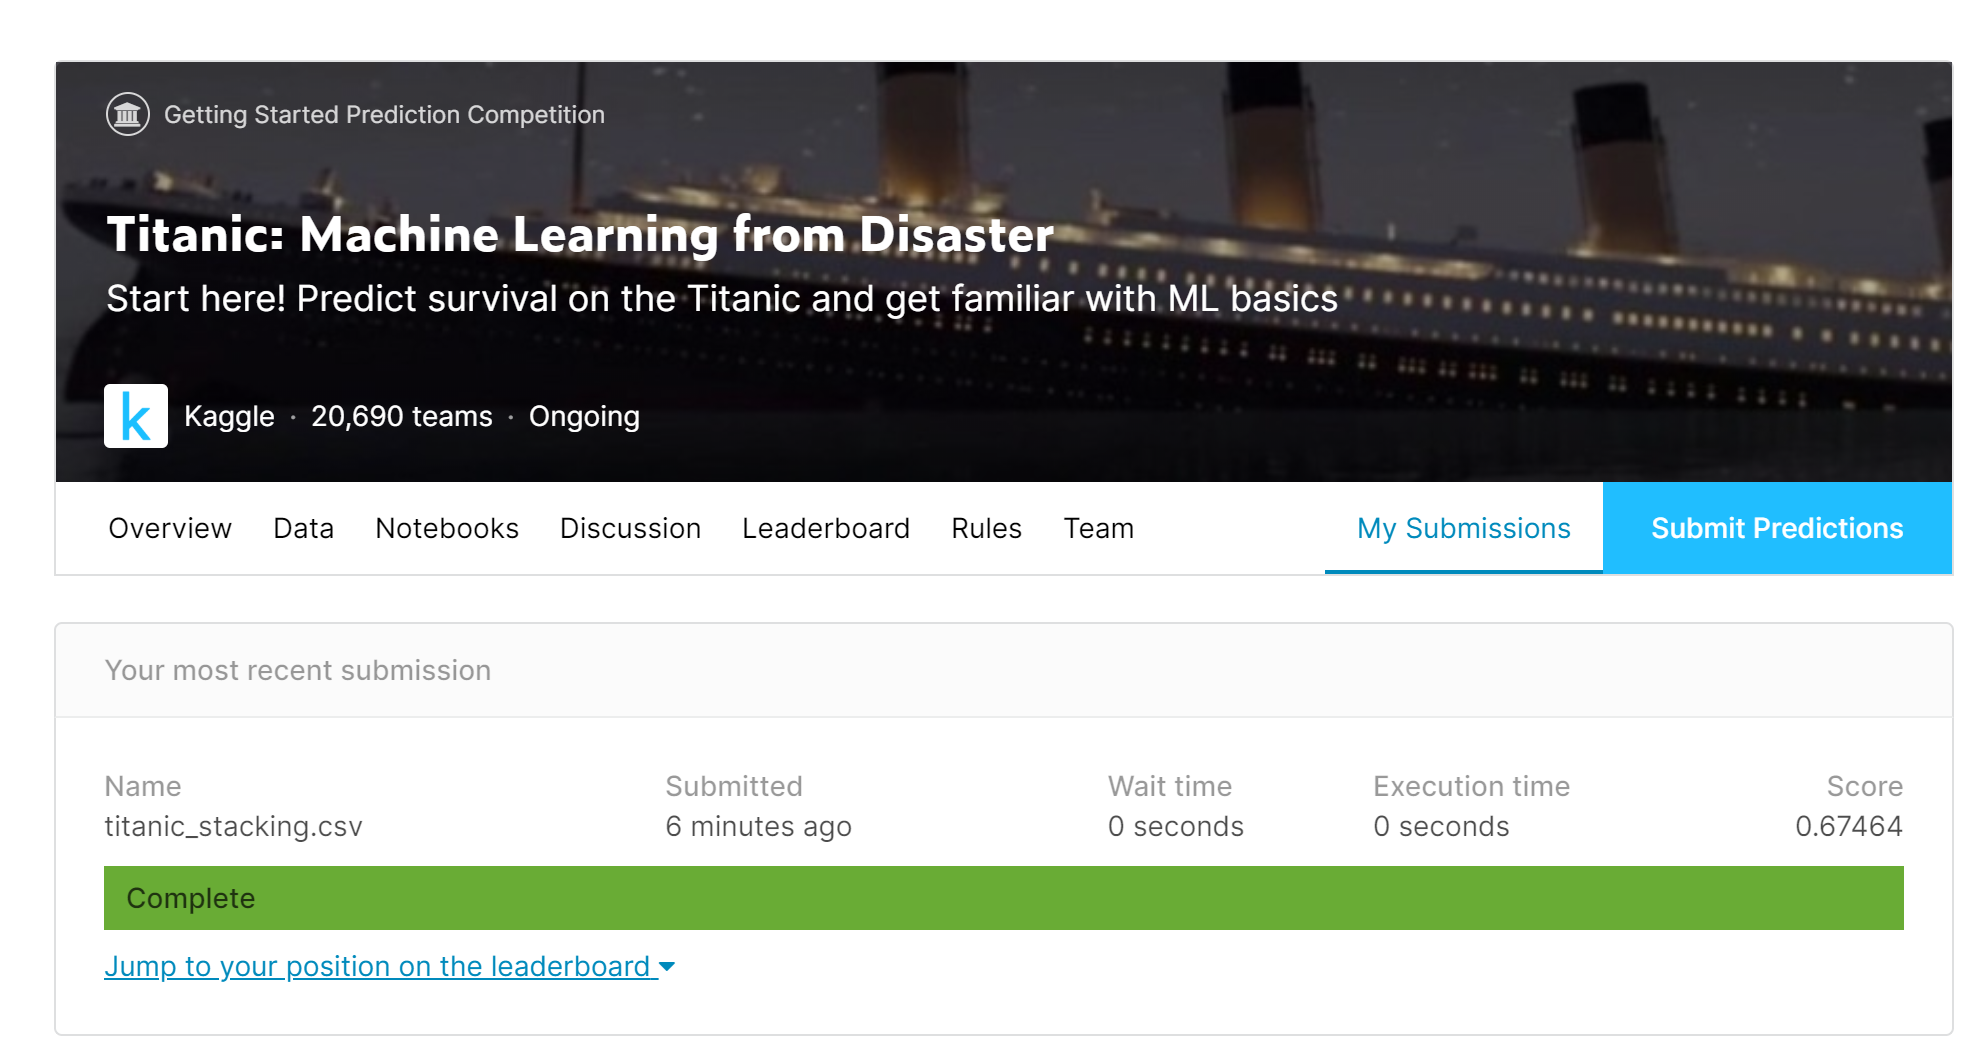 Getting Started Prediction Competition
Titanic: Machine Learning from Disaster
Start here! Predict survival on the Titanic and get familiar with ML basics
k Kaggle · 20,690 teams · Ongoing
Overview Data Notebooks Discussion Leaderboard Rules Team My Submissions Submit Predictions
Your most recent submission
Name Submitted Wait time Execution time Score
titanic_stacking.csv 6 minutes ago 0 seconds 0 seconds 0.67464
Complete
Jump to your position on the leaderboard